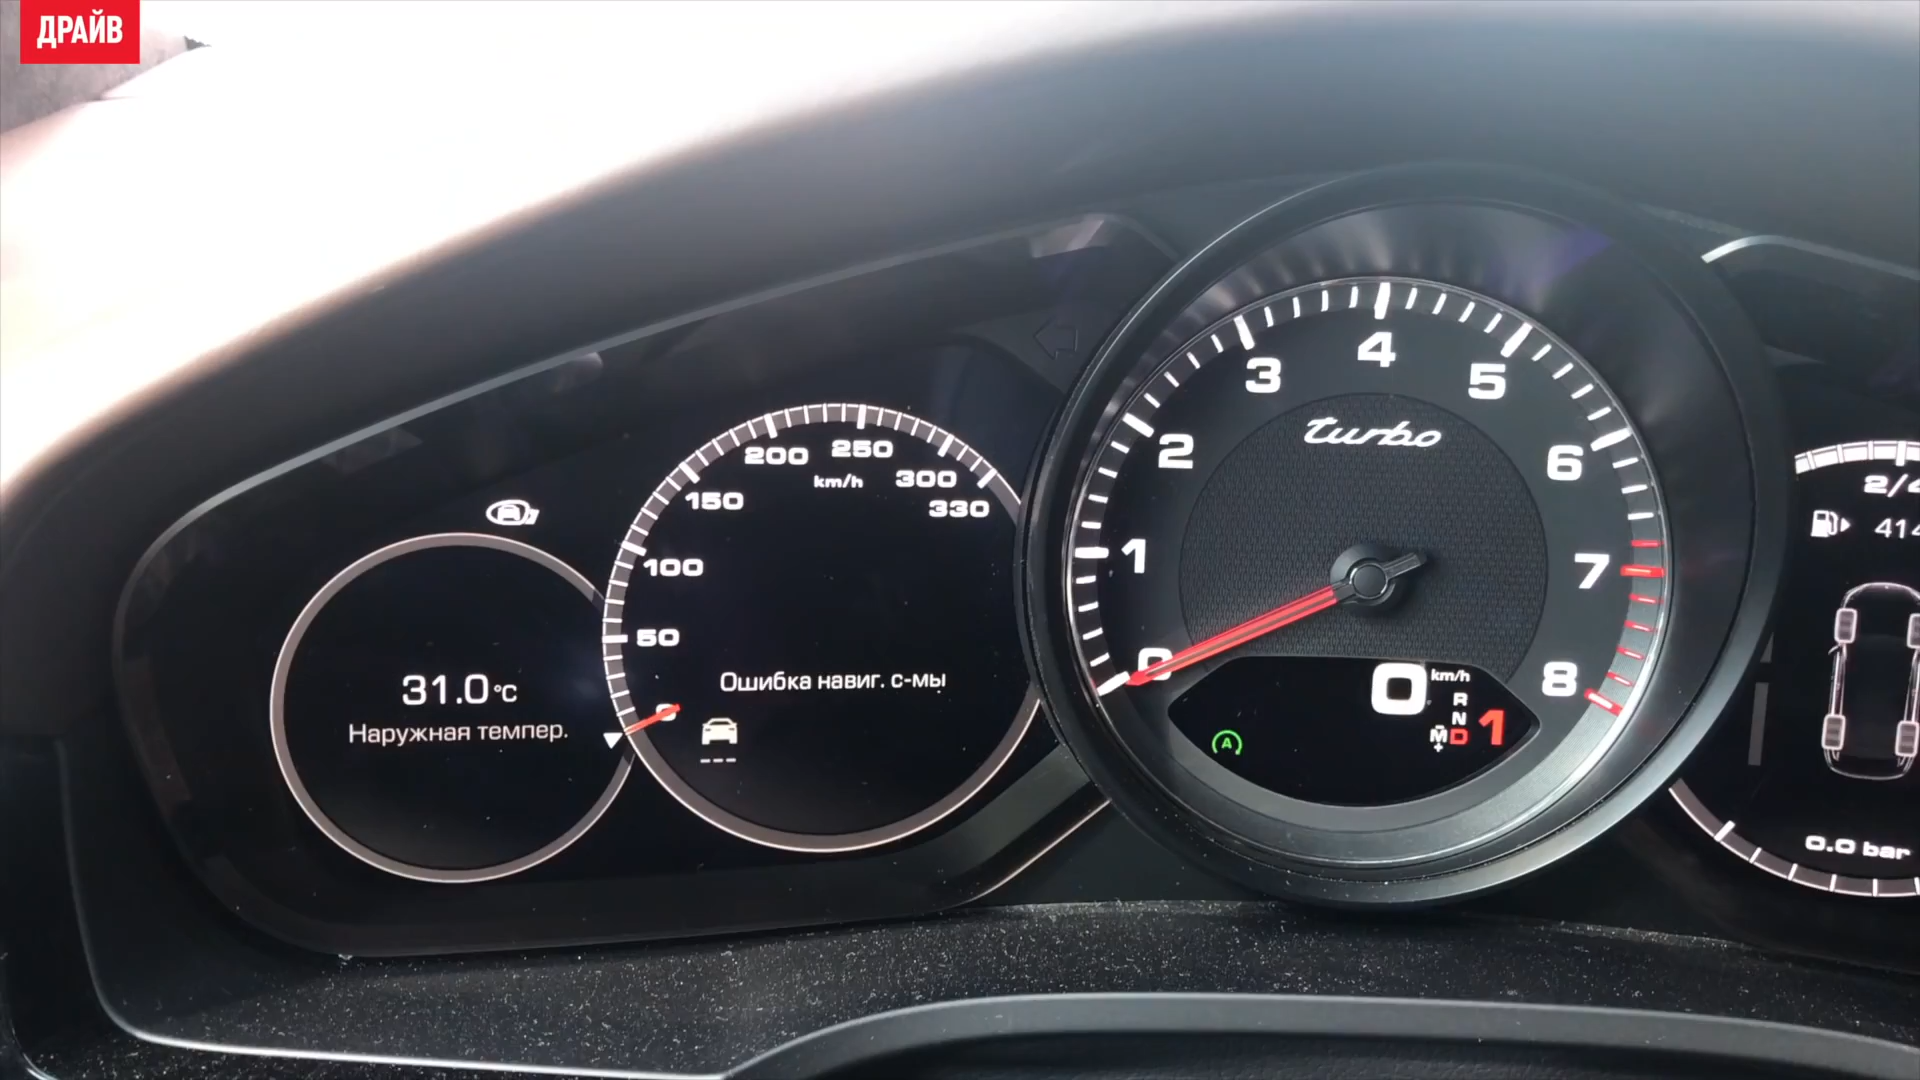 ДРАЙВ
31.0°C
Наружная темпер.
0
50
100
150
200
250
300
330
km/h
Ошибка навиг. с-мы
---
0
1
2
3
4
5
6
7
8
turbo
A
0 km/h
R
N
M D 1
+
2/4
414
0.0 bar